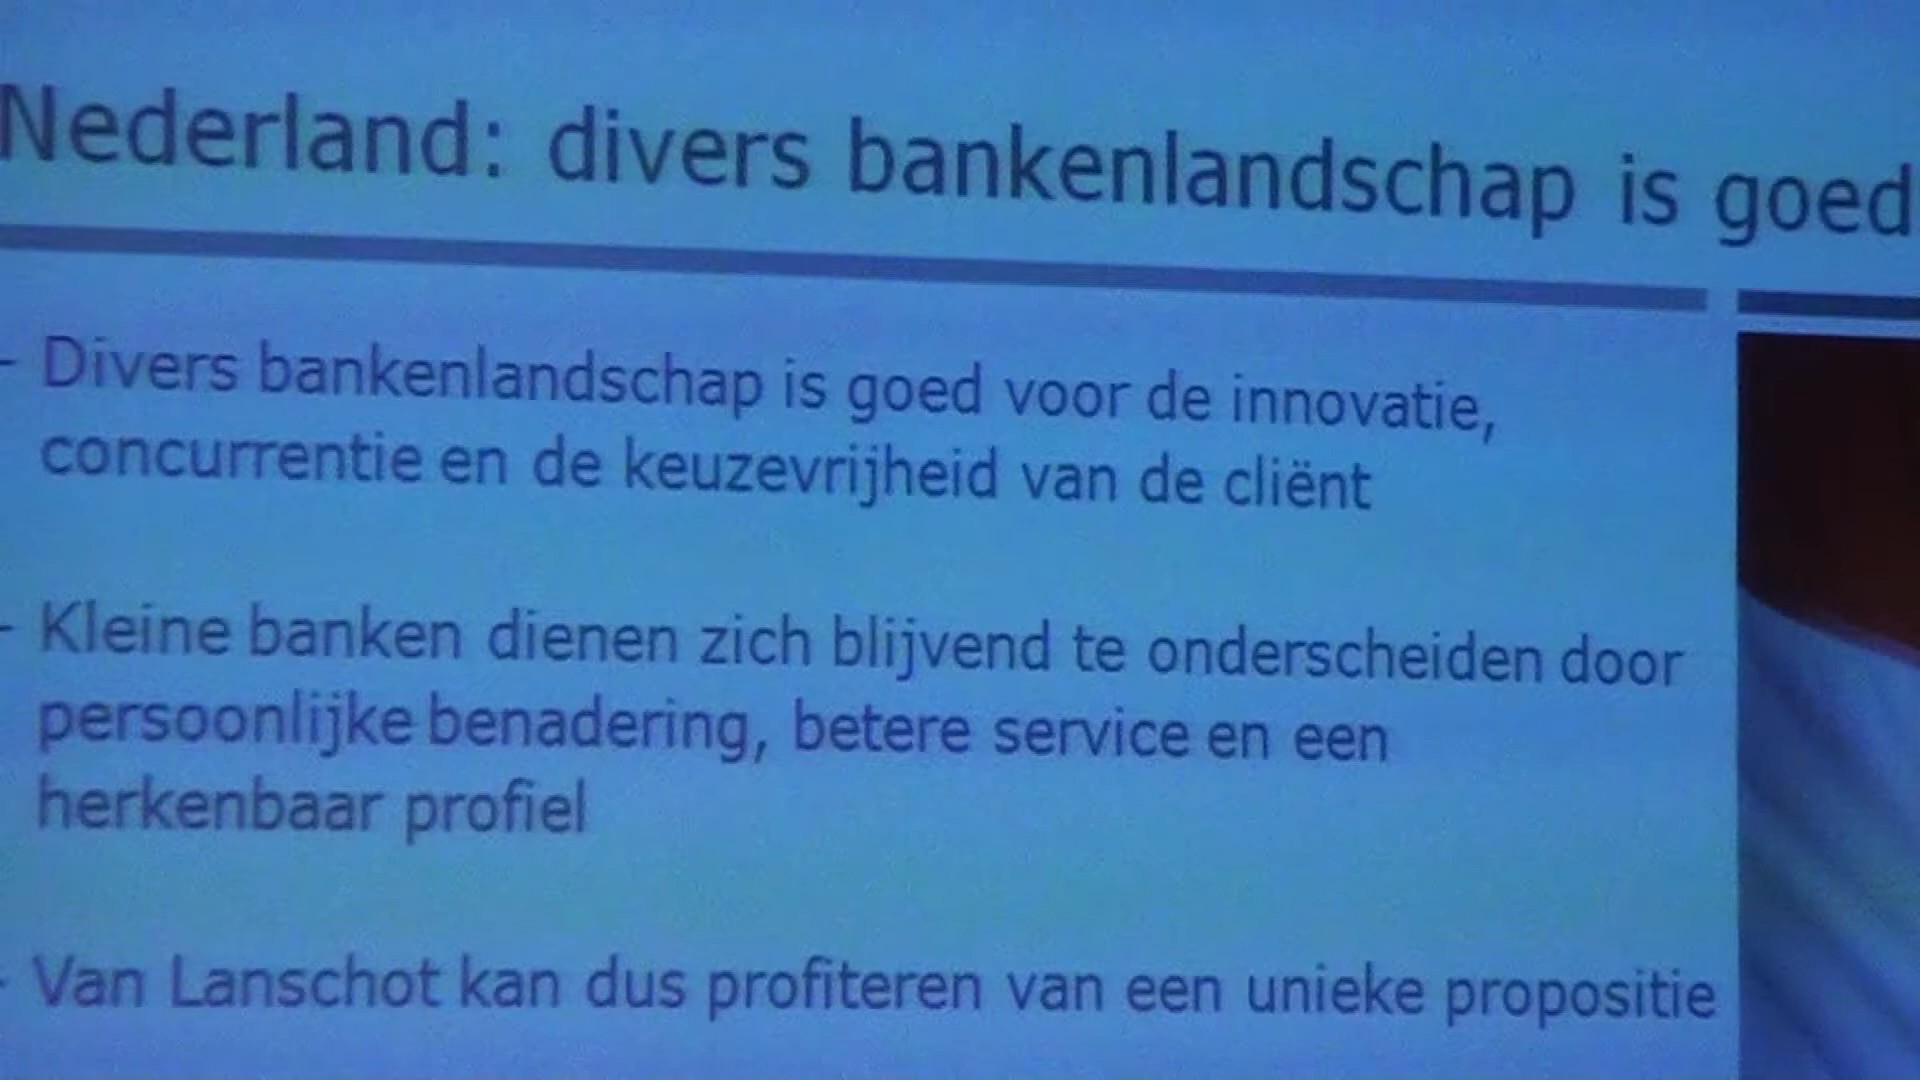 Nederland: divers bankenlandschap is goed
- Divers bankenlandschap is goed voor de innovatie,
concurrentie en de keuzevrijheid van de cliënt
- Kleine banken dienen zich blijvend te onderscheiden door
persoonlijke benadering, betere service en een
herkenbaar profiel
- Van Lanschot kan dus profiteren van een unieke propositie